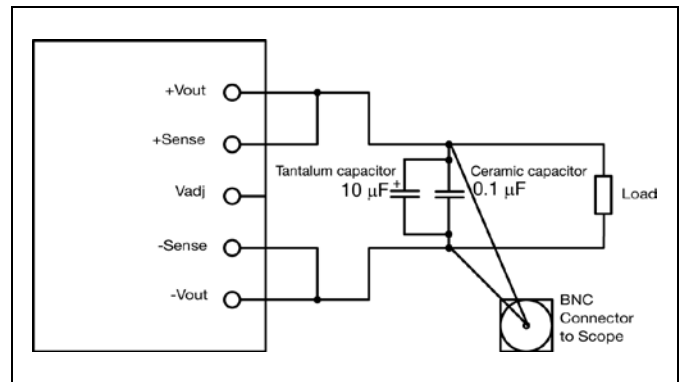 +Vout
+Sense
Vadj
-Sense
-Vout
Tantalum capacitor
10 μF
+
Ceramic capacitor
0.1 μF
Load
BNC
Connector
to Scope